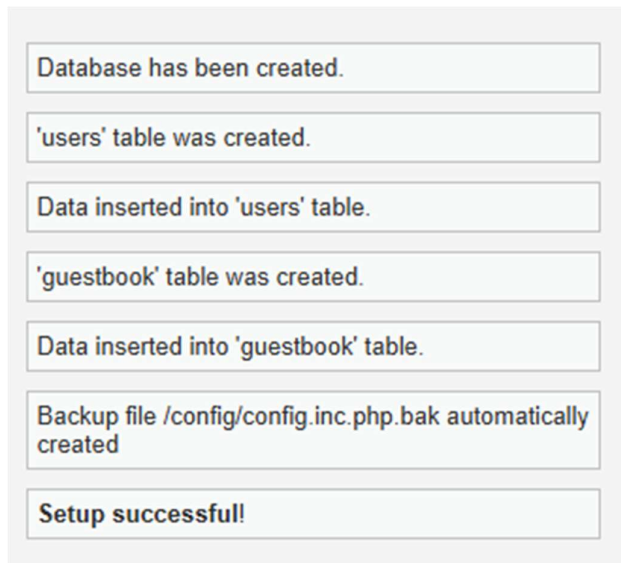 Database has been created.
'users' table was created.
Data inserted into 'users' table.
'guestbook' table was created.
Data inserted into 'guestbook' table.
Backup file /config/config.inc.php.bak automatically
created
Setup successful!